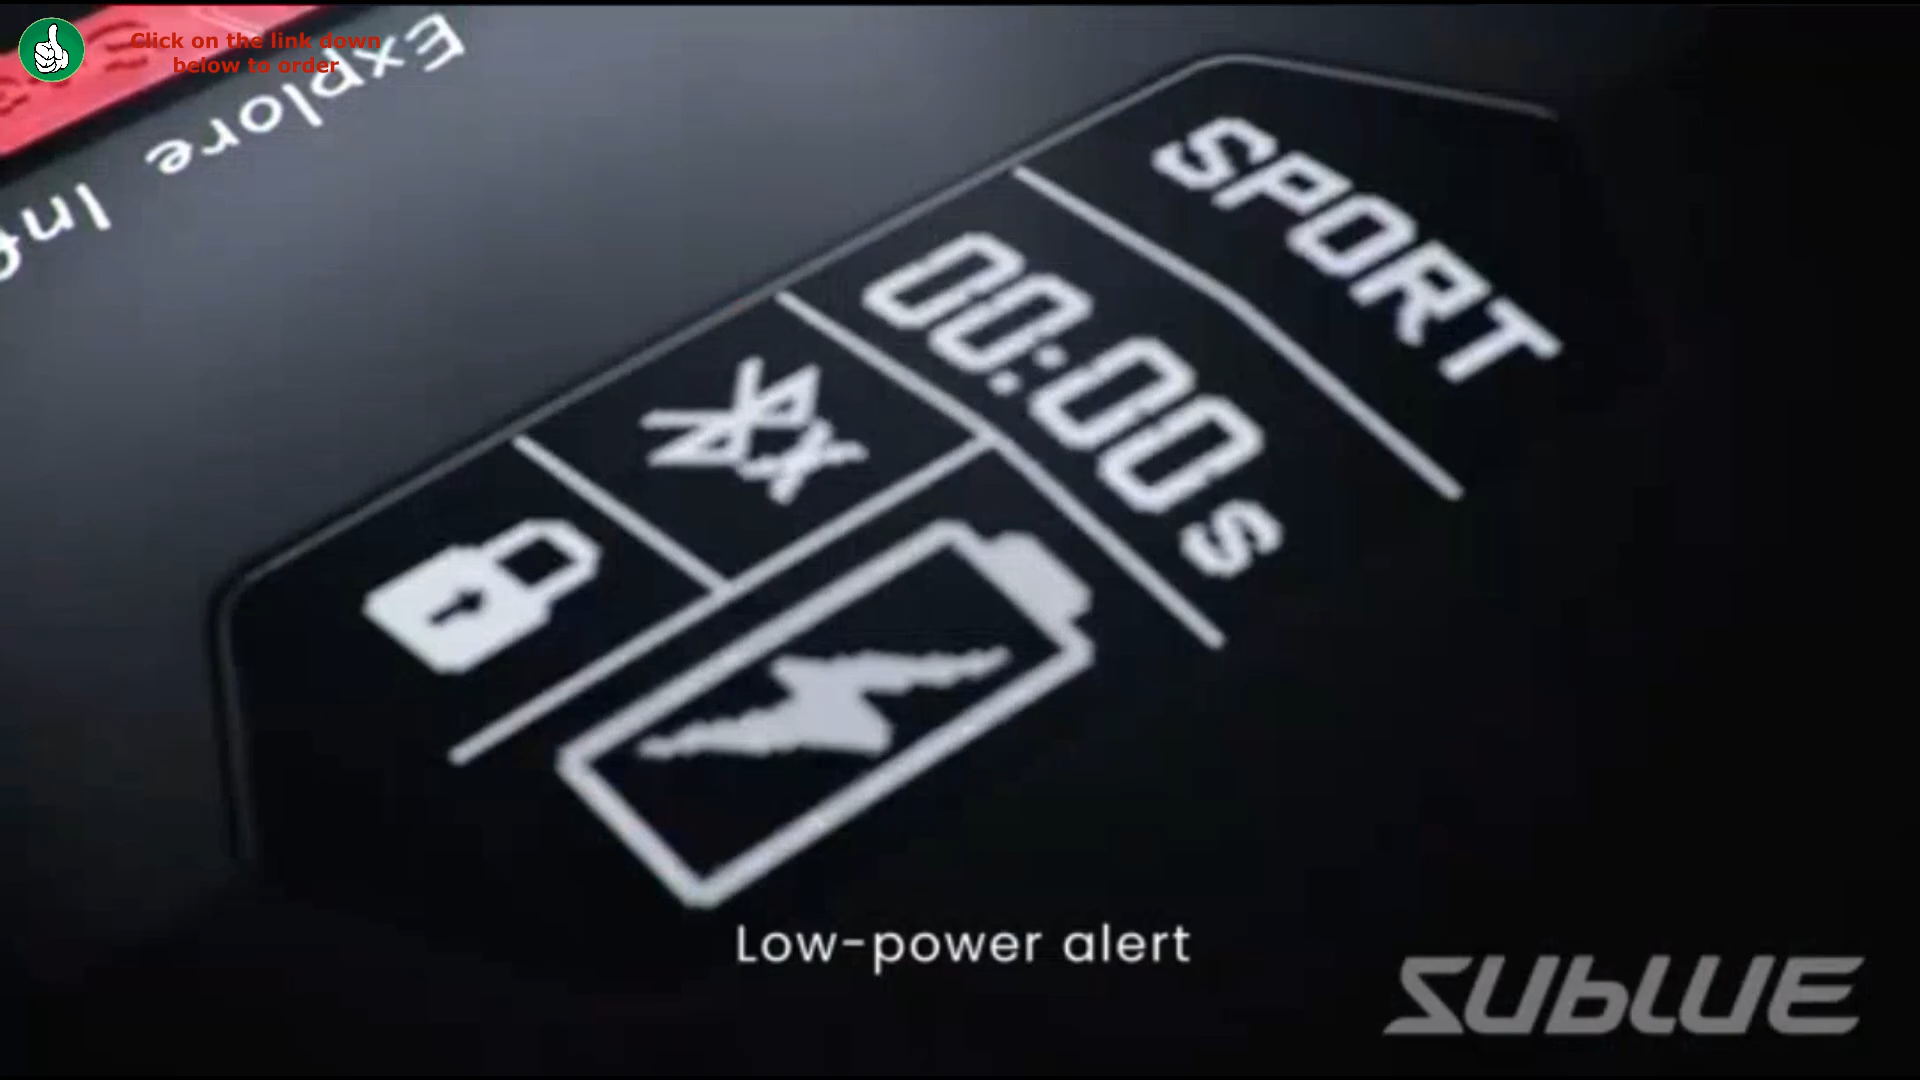 Click on the link down
below to order
Explore
SPORT
00:00s
Low-power alert
SUBLUE